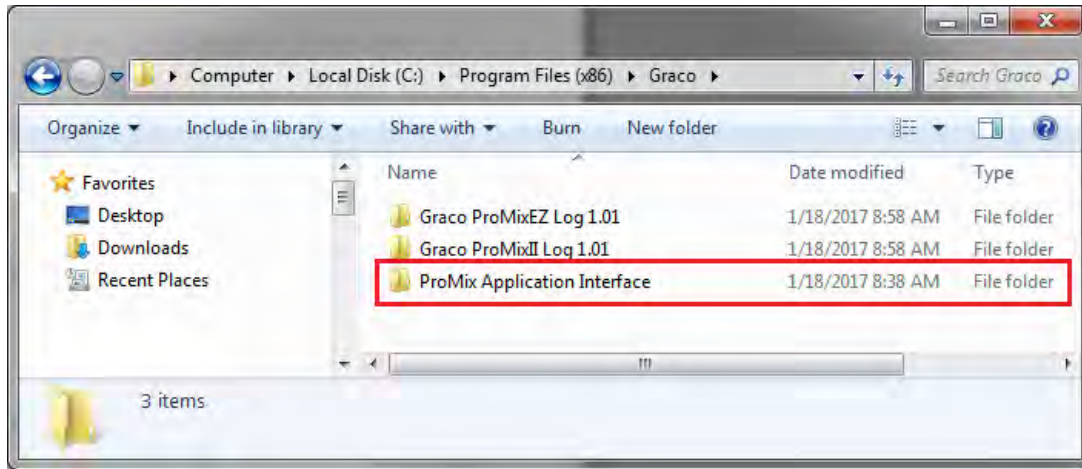 Computer Local Disk (C:) Program Files (x86) Graco Search Graco
Organize Include in library Share with Burn New folder
Favorites
Desktop
Downloads
Recent Places
Name Date modified Type
Graco ProMixEZ Log 1.01 1/18/2017 8:58 AM File folder
Graco ProMixII Log 1.01 1/18/2017 8:58 AM File folder
ProMix Application Interface 1/18/2017 8:38 AM File folder
3 items